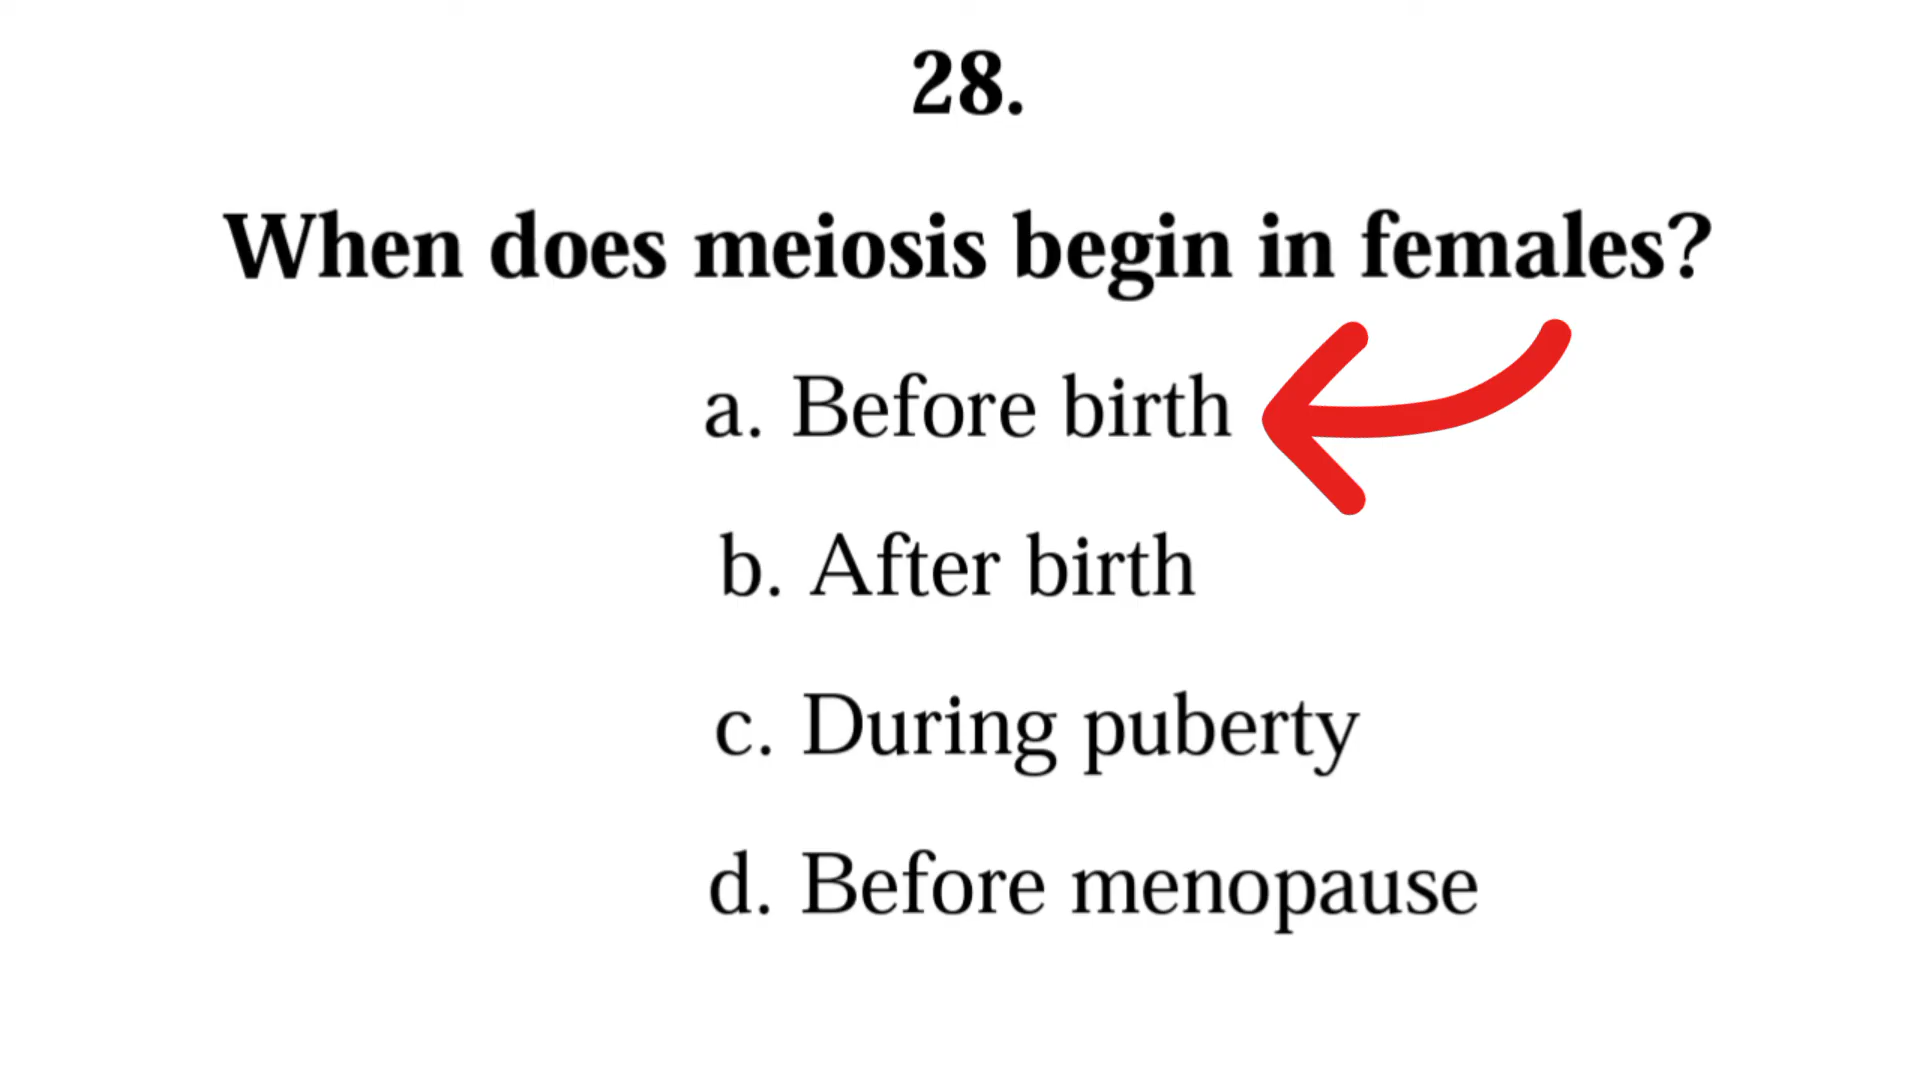 28.
When does meiosis begin in females?
a. Before birth
b. After birth
c. During puberty
d. Before menopause